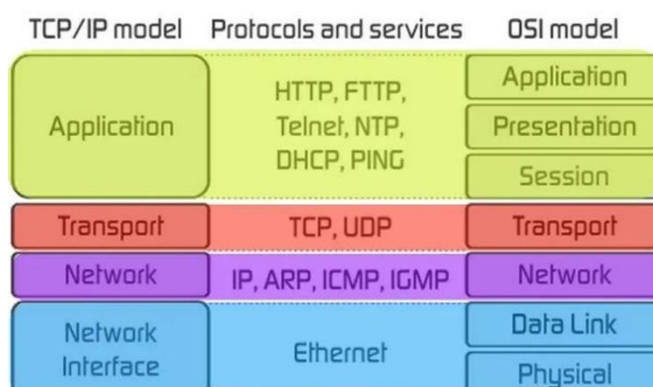 TCP/IP model Protocols and services OSI model
Application
HTTP, FTTP,
Telnet, NTP,
DHCP, PING
Application
Presentation
Session
Transport TCP, UDP Transport
Network IP, ARP, ICMP, IGMP Network
Network
Interface
Ethernet
Data Link
Physical